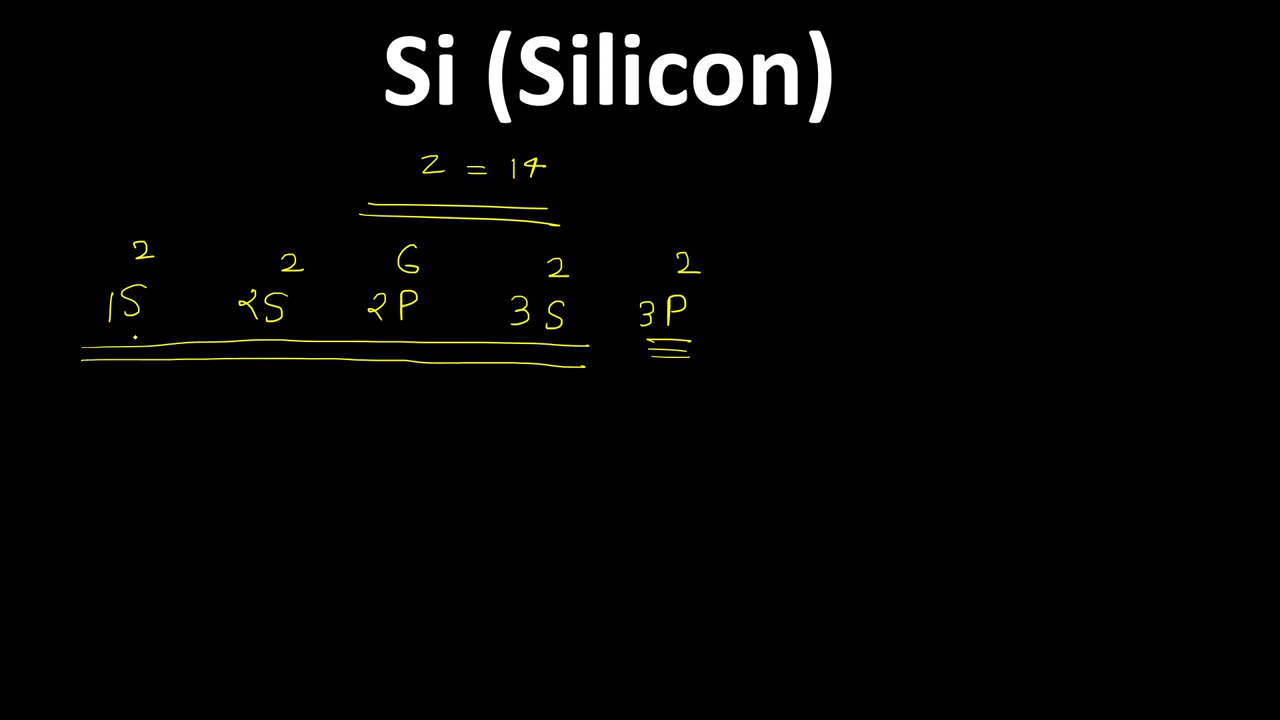 Si (Silicon)
Z = 14
1S² 2S² 2P⁶ 3S² 3P²